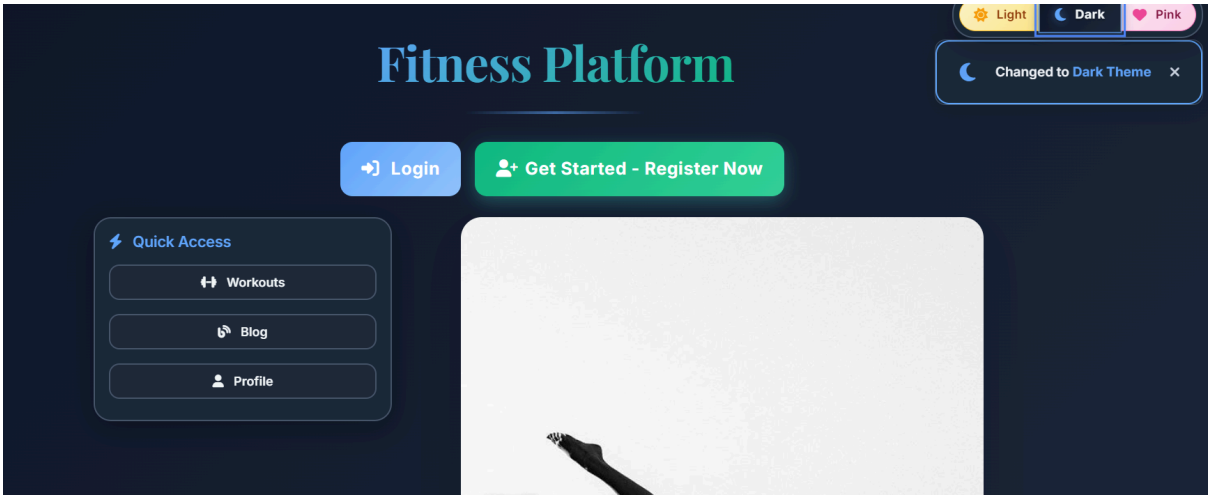 Light Dark Pink
Fitness Platform
Changed to Dark Theme ×
Login Get Started - Register Now
Quick Access
Workouts
Blog
Profile